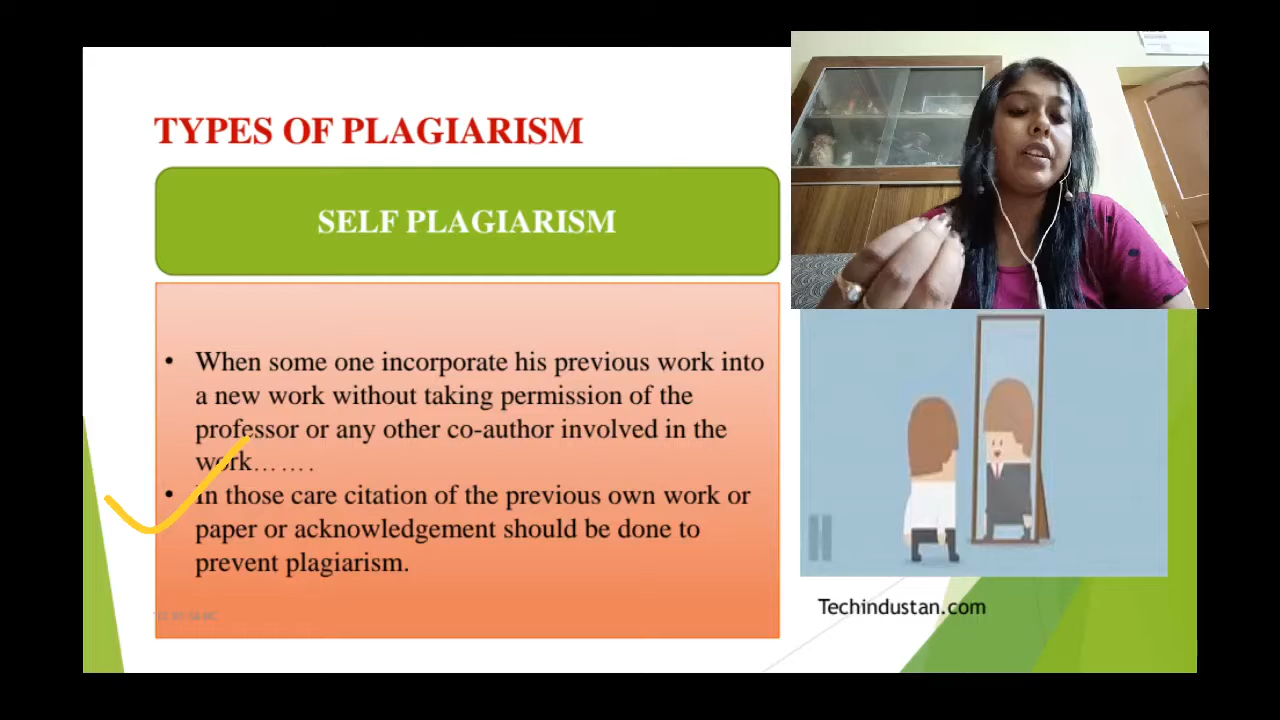 TYPES OF PLAGIARISM
SELF PLAGIARISM
• When some one incorporate his previous work into
a new work without taking permission of the
professor or any other co-author involved in the
work…….
• In those care citation of the previous own work or
paper or acknowledgement should be done to
prevent plagiarism.
Techindustan.com